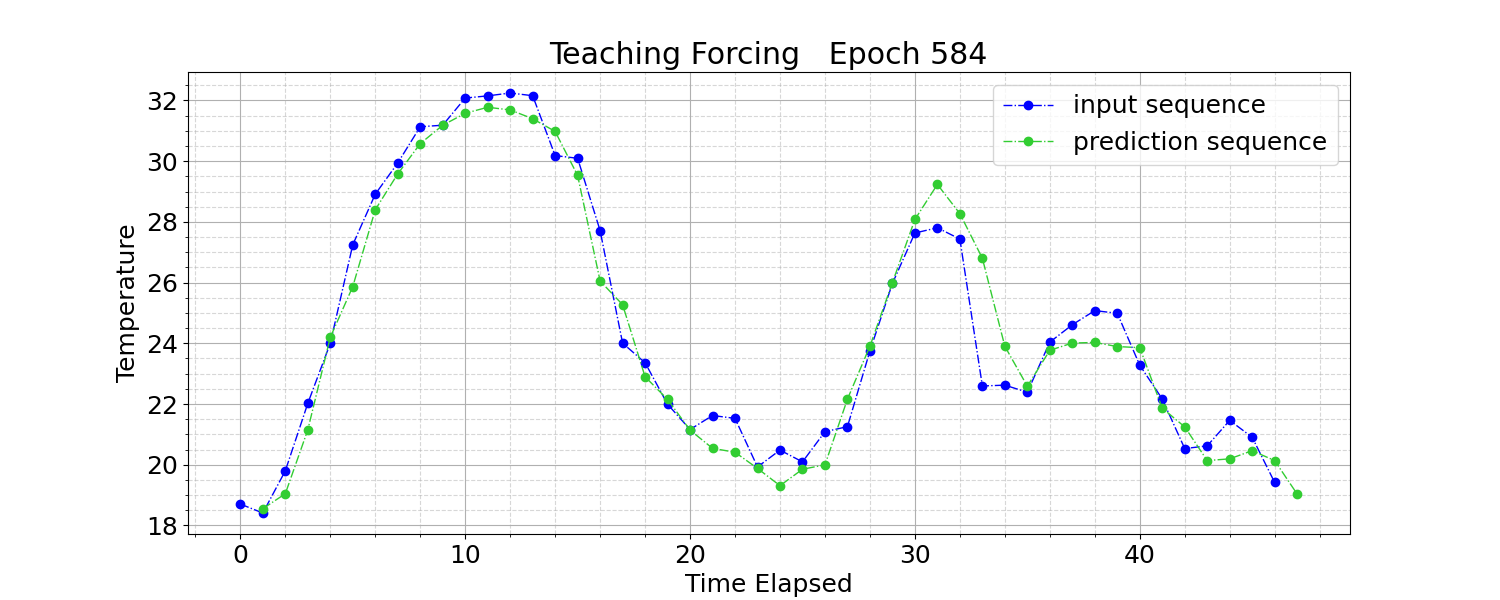 Teaching Forcing   Epoch 584
input sequence
prediction sequence
Temperature
32
30
28
26
24
22
20
18
0 10 20 30 40
Time Elapsed